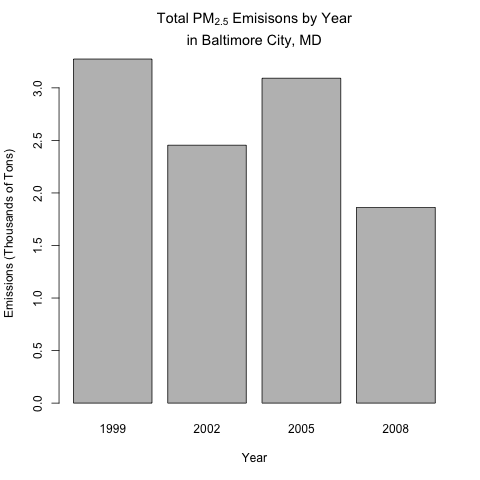 Total PM2.5 Emisisons by Year
in Baltimore City, MD
Emissions (Thousands of Tons)
3.0
2.5
2.0
1.5
1.0
0.5
0.0
1999 2002 2005 2008
Year